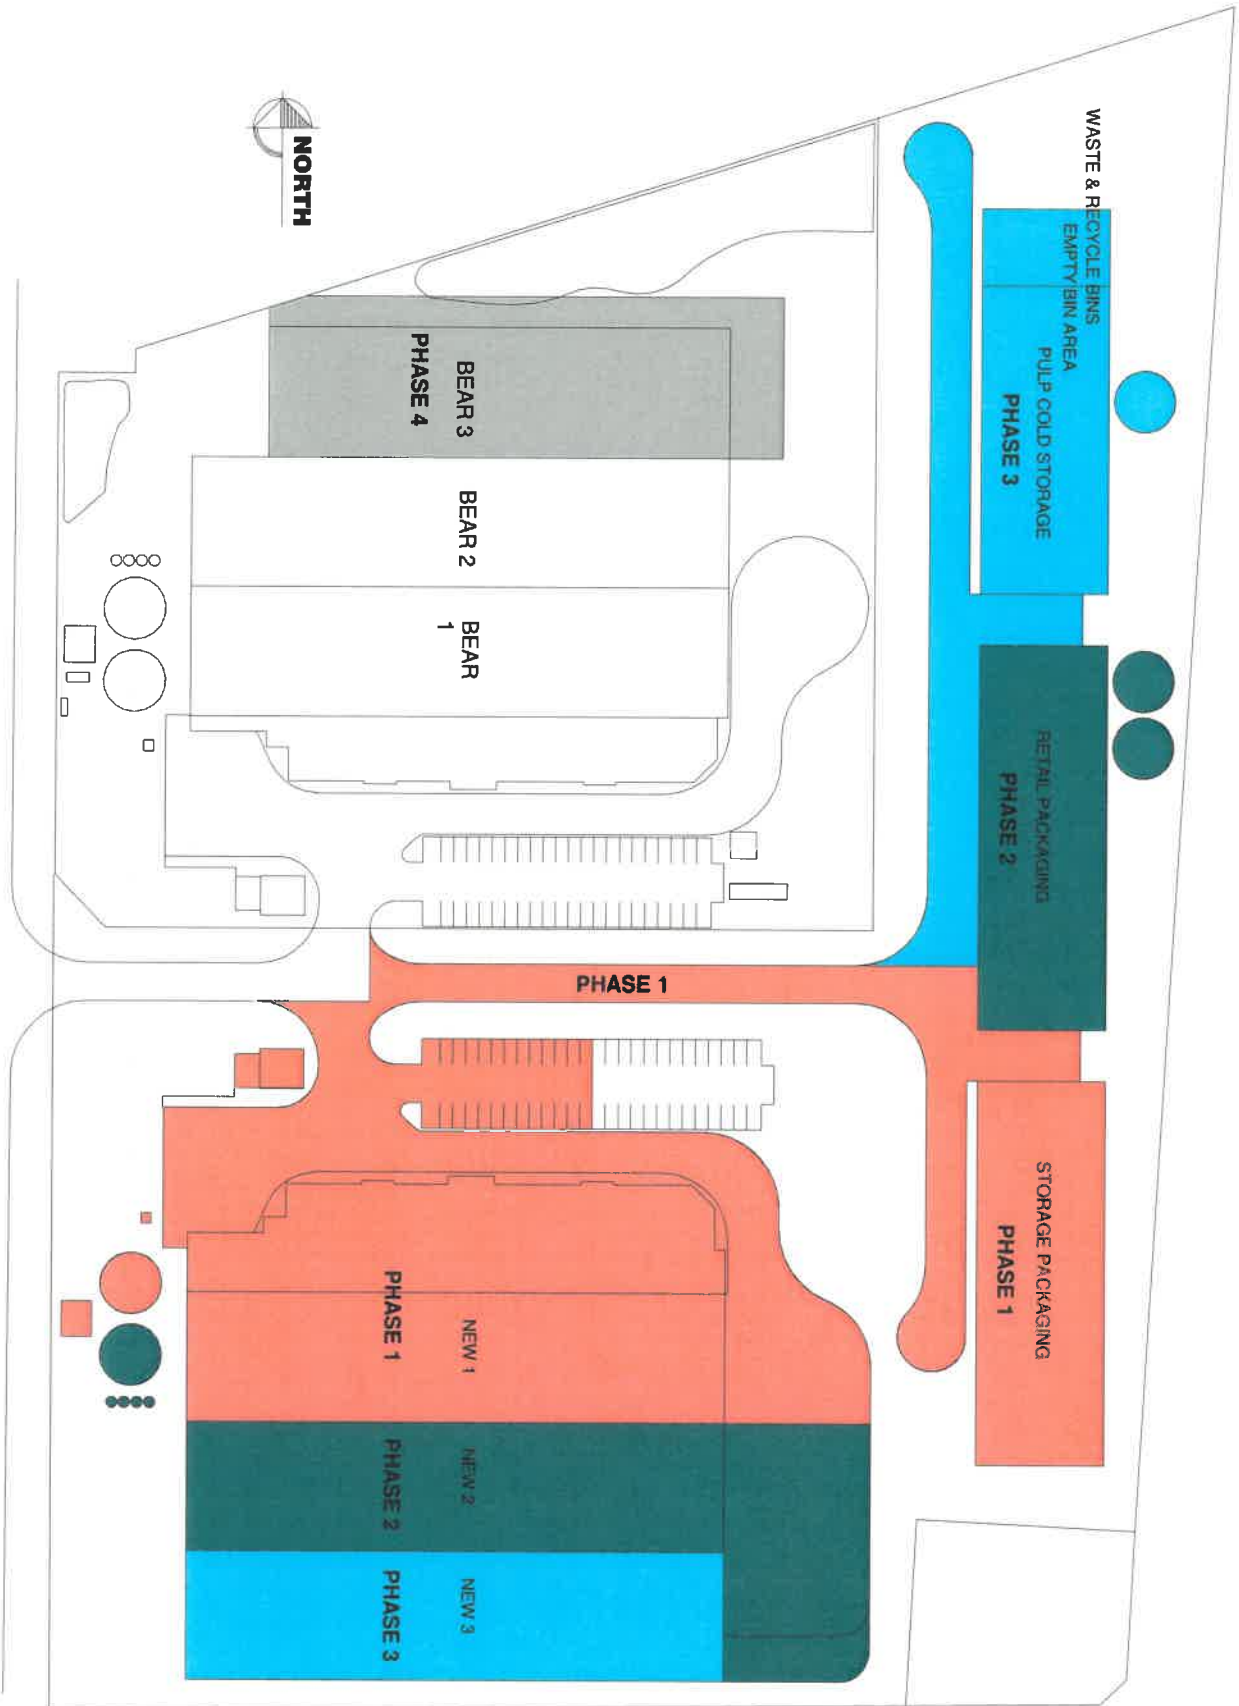 WASTE & RECYCLE BINS
EMPTY BIN AREA
PULP COLD STORAGE
PHASE 3
RETAIL PACKAGING
PHASE 2
STORAGE PACKAGING
PHASE 1
NORTH
BEAR 3
PHASE 4
BEAR 2
BEAR
1
PHASE 1
NEW 1
PHASE 1
NEW 2
PHASE 2
NEW 3
PHASE 3